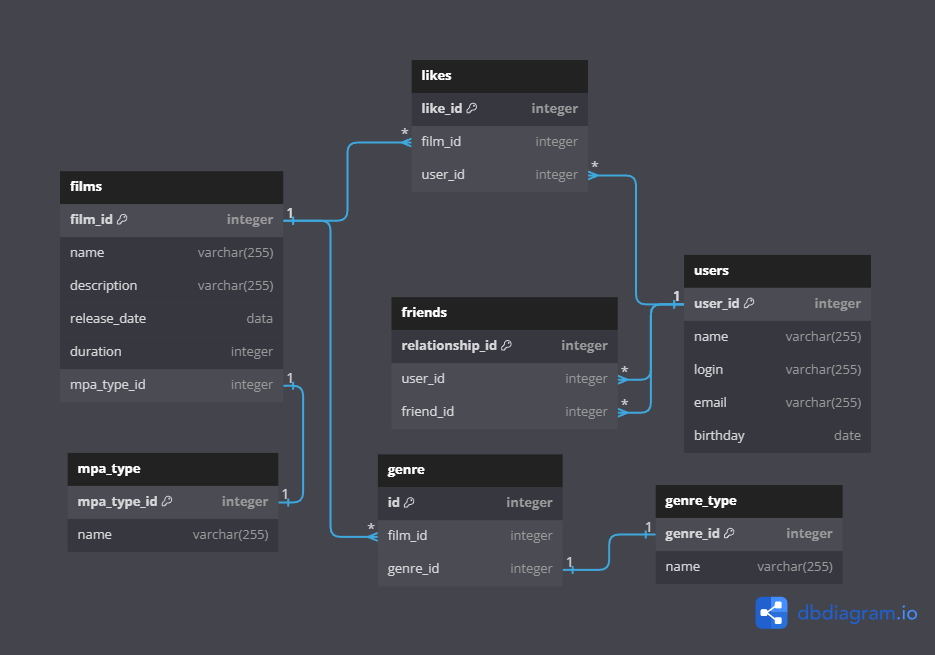 likes
like_id integer
film_id integer
user_id integer
*
*
films
film_id integer
name varchar(255)
description varchar(255)
release_date data
duration integer
mpa_type_id integer
1
1
users
user_id integer
name varchar(255)
login varchar(255)
email varchar(255)
birthday date
1
friends
relationship_id integer
user_id integer
friend_id integer
*
*
mpa_type
mpa_type_id integer
name varchar(255)
1
genre
id integer
film_id integer
genre_id integer
*
1
genre_type
genre_id integer
name varchar(255)
1
dbdiagram.io